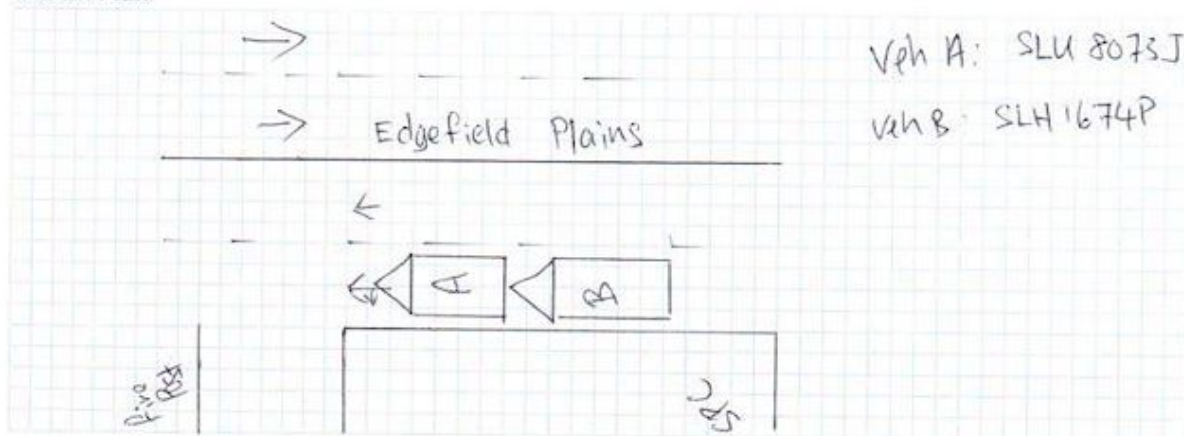 Veh A: SLU 8073J
Edgefield Plains
Veh B: SLH 1674P
A
B